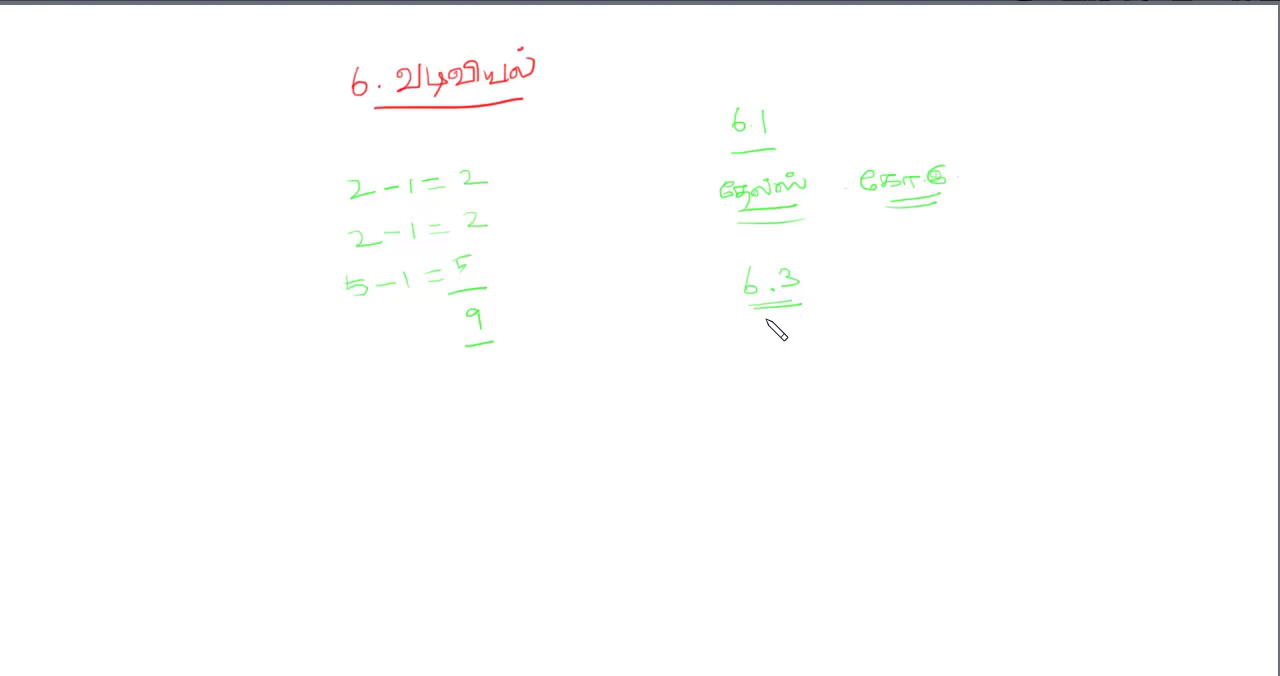 6. வடிவியல்
2 - 1 = 2
2 - 1 = 2
5 - 1 = 5
9
6.1
தேல்ஸ்
6.3